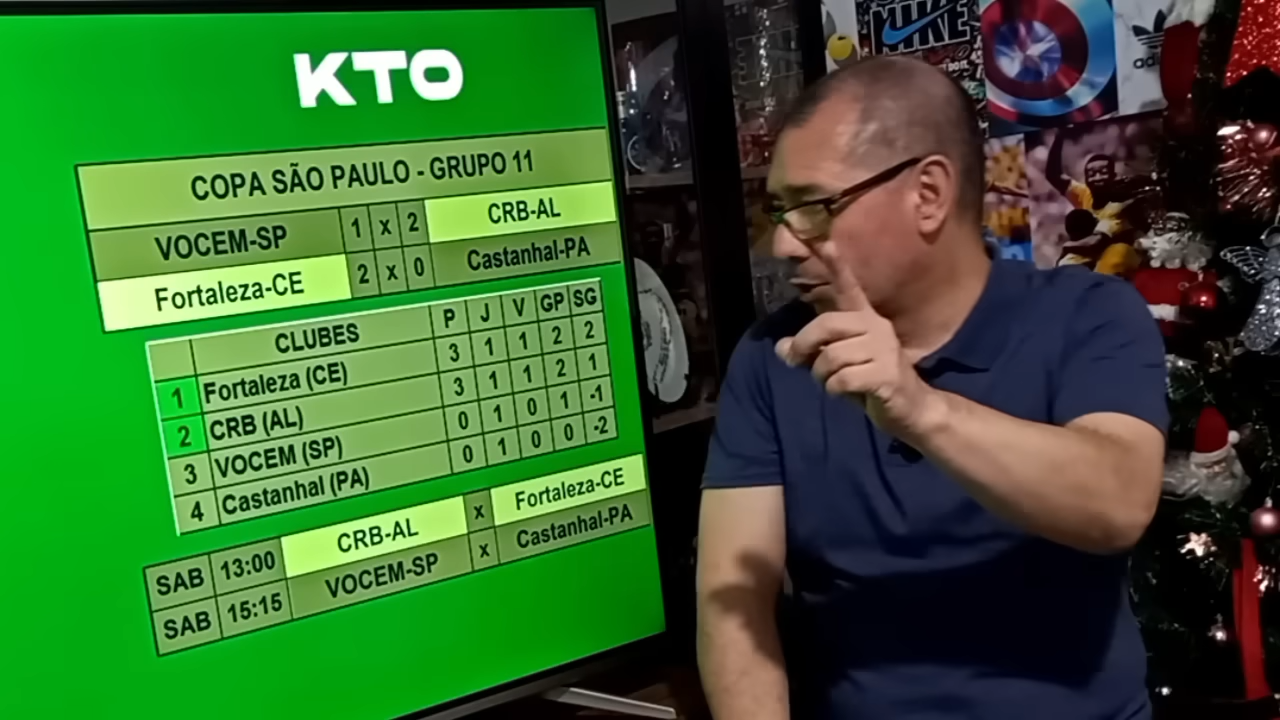 KTO
COPA SÃO PAULO - GRUPO 11
VOCEM-SP 1 x 2 CRB-AL
Fortaleza-CE 2 x 0 Castanhal-PA
CLUBES P J V GP SG
1 Fortaleza (CE) 3 1 1 2 2
2 CRB (AL) 3 1 1 2 1
3 VOCEM (SP) 0 1 0 1 -1
4 Castanhal (PA) 0 1 0 0 -2
SAB 13:00 CRB-AL x Fortaleza-CE
SAB 15:15 VOCEM-SP x Castanhal-PA
NIKE